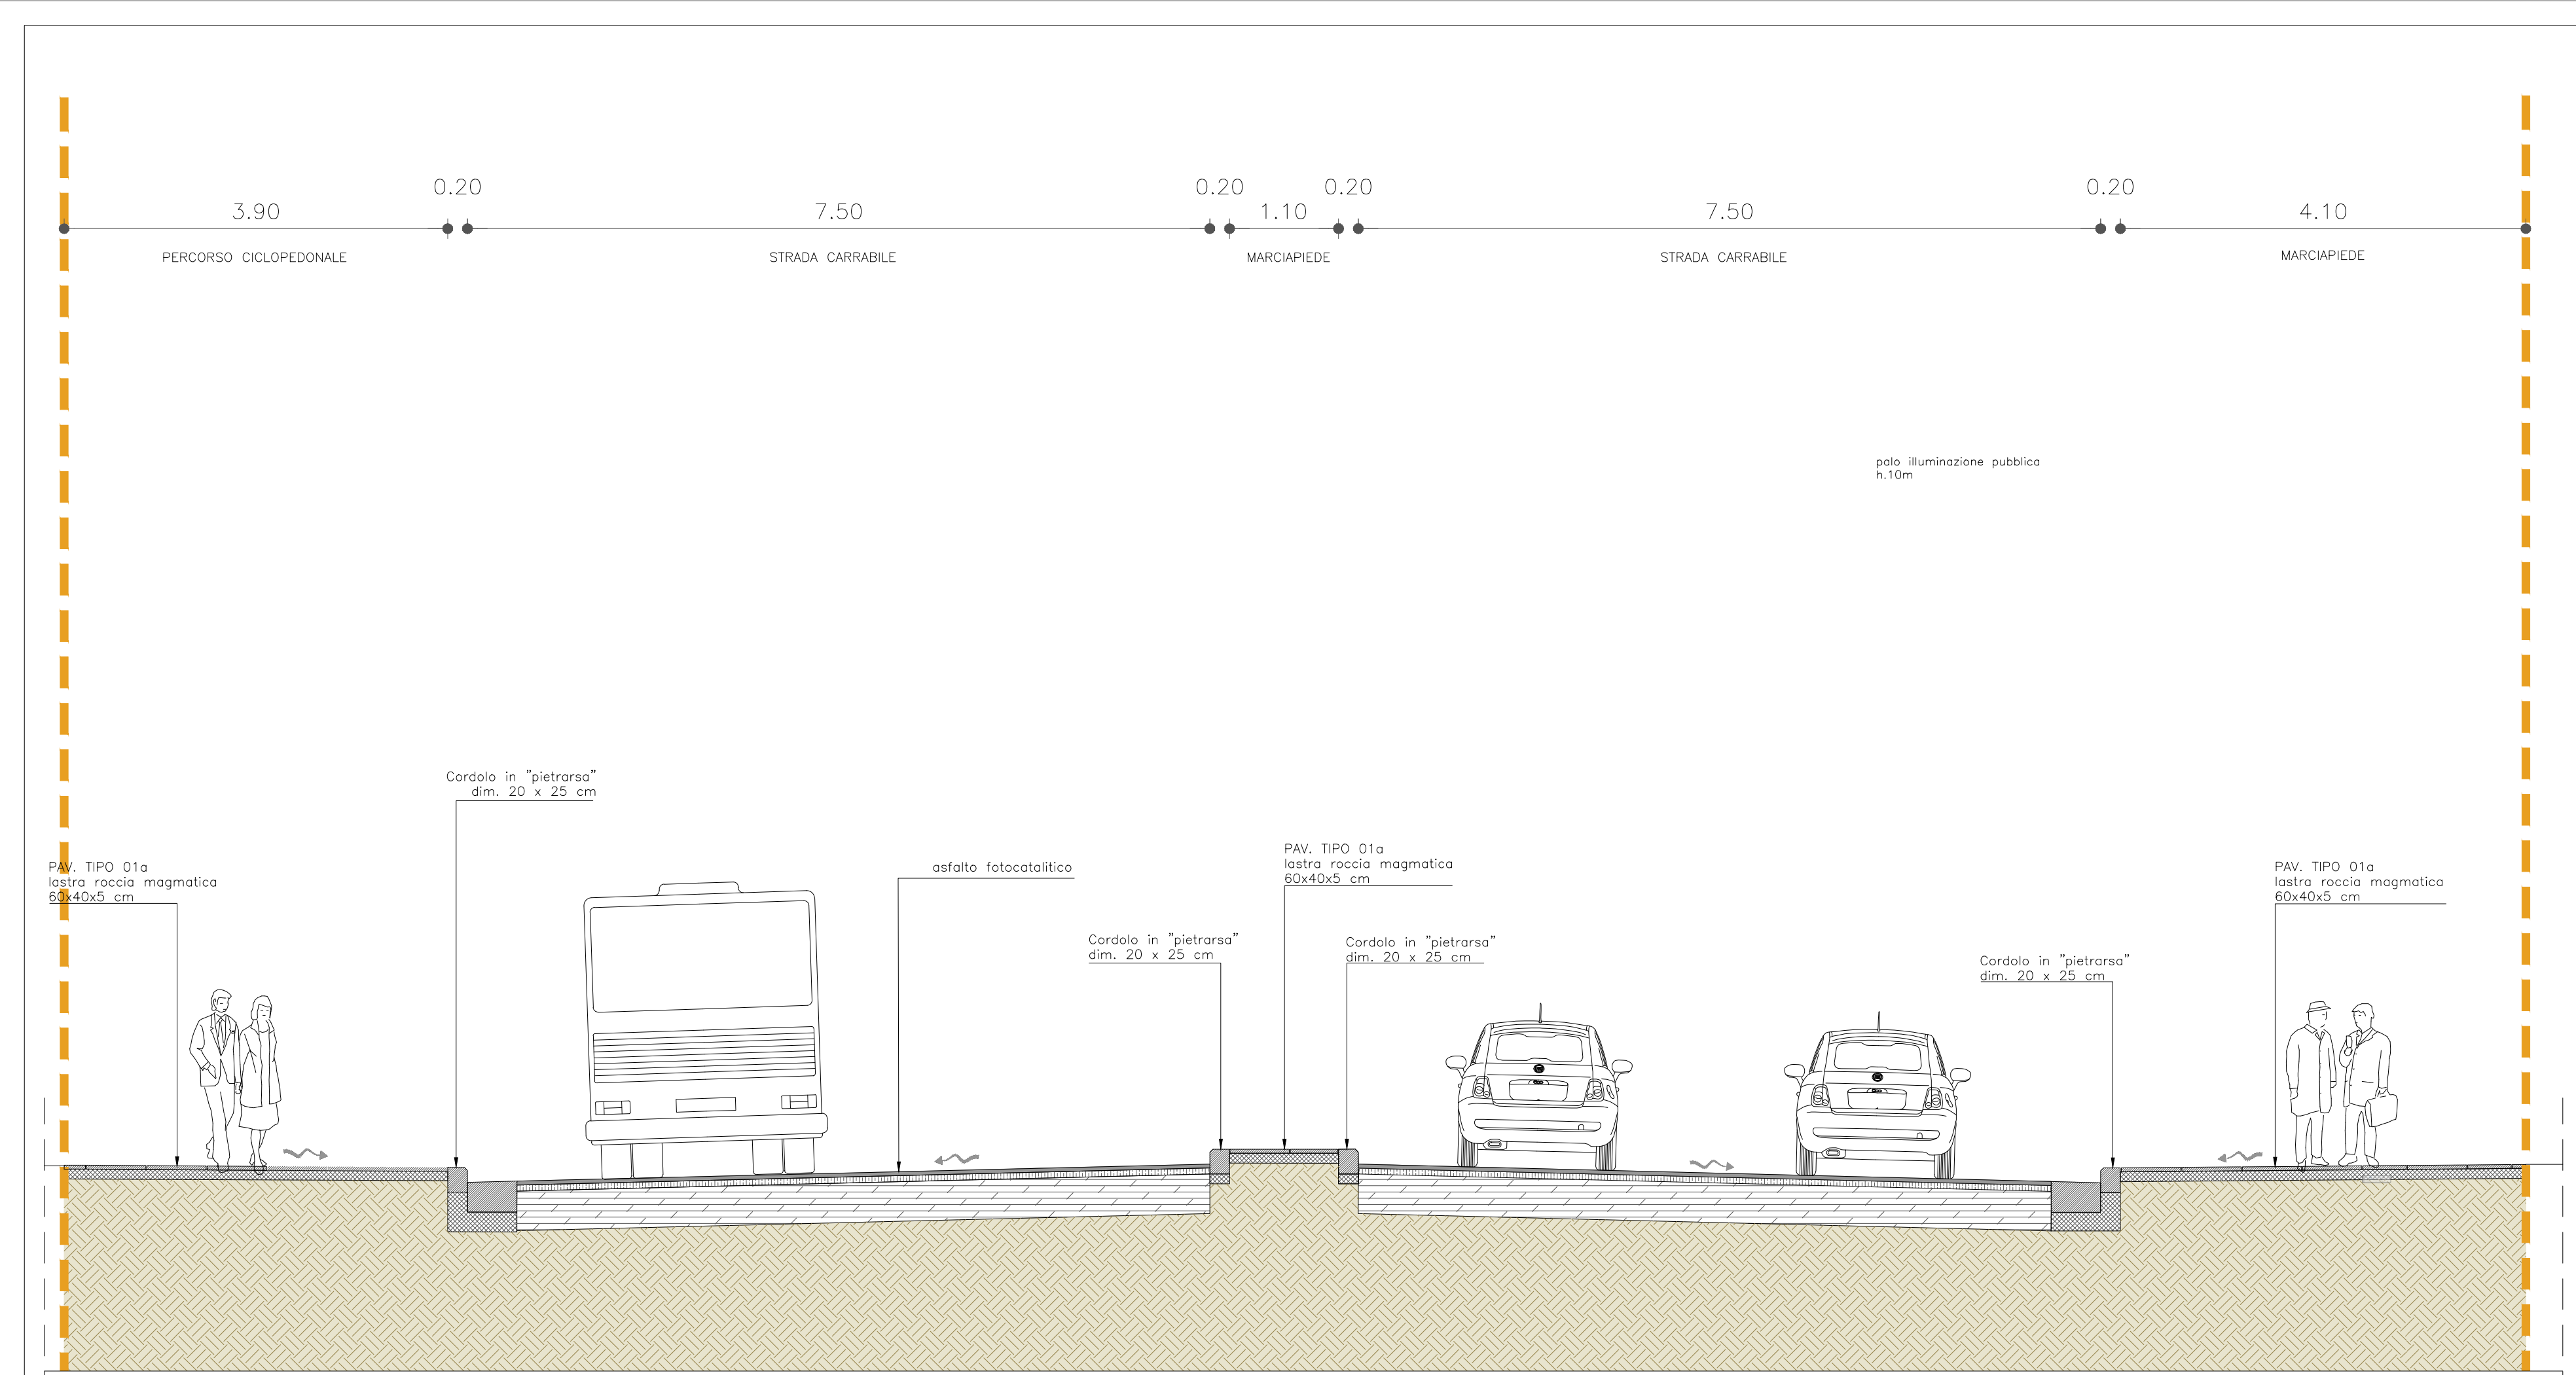 0.20 0.20 0.20 0.20
3.90 7.50 1.10 7.50 4.10
PERCORSO CICLOPEDONALE STRADA CARRABILE MARCIAPIEDE STRADA CARRABILE MARCIAPIEDE
palo illuminazione pubblica
h.10m
Cordolo in "pietrarsa"
dim. 20 x 25 cm
PAV. TIPO 01a
lastra roccia magmatica
60x40x5 cm
asfalto fotocatalitico
PAV. TIPO 01a
lastra roccia magmatica
60x40x5 cm
Cordolo in "pietrarsa"
dim. 20 x 25 cm
Cordolo in "pietrarsa"
dim. 20 x 25 cm
Cordolo in "pietrarsa"
dim. 20 x 25 cm
PAV. TIPO 01a
lastra roccia magmatica
60x40x5 cm